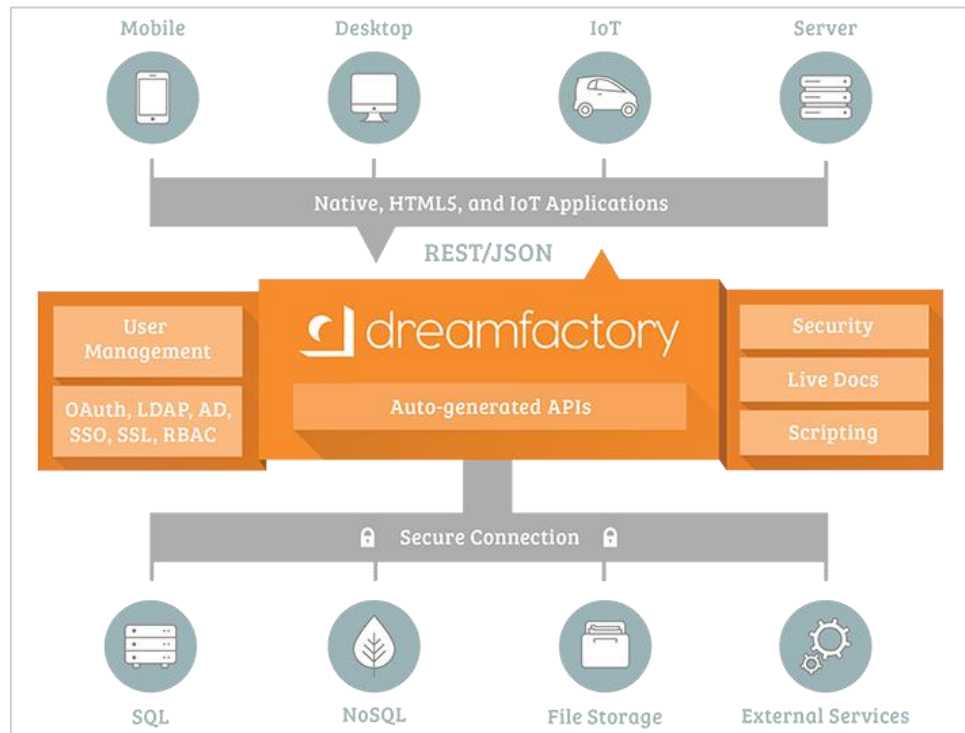 Mobile
Desktop
IoT
Server
Native, HTML5, and IoT Applications
REST/JSON
User
Management
OAuth, LDAP, AD,
SSO, SSL, RBAC
dreamfactory
Auto-generated APIs
Security
Live Docs
Scripting
Secure Connection
SQL
NoSQL
File Storage
External Services